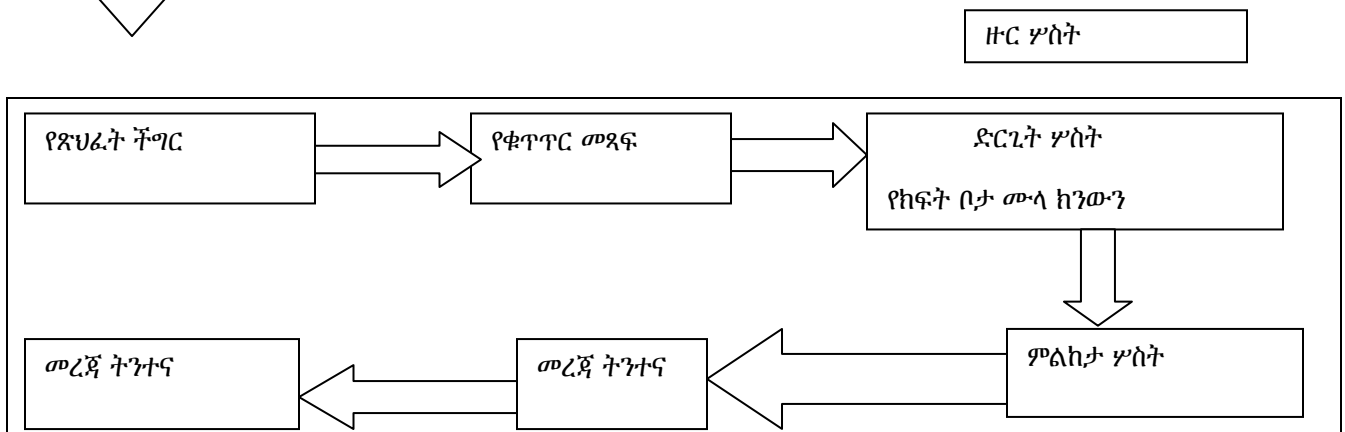 ዙር ሦስት
የጽህፈት ችግር
የቁጥጥር መጻፍ
ድርጊት ሦስት
የክፍት ቦታ ሙላ ክንውን
ምልከታ ሦስት
መረጃ ትንተና
መረጃ ትንተና